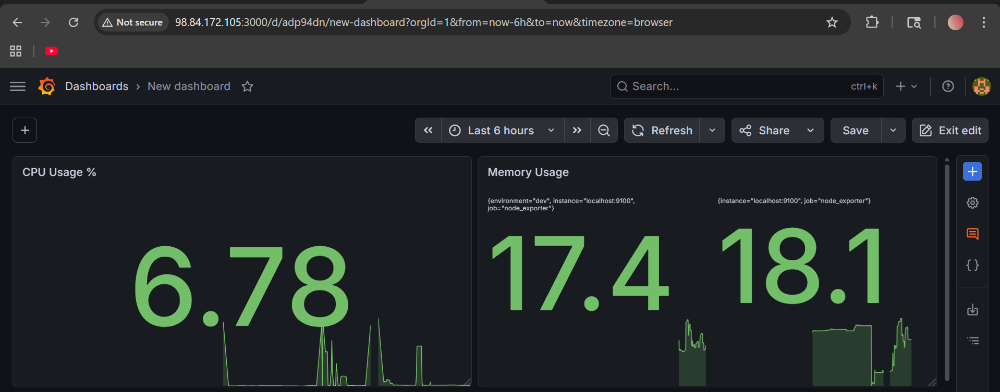 Not secure
98.84.172.105:3000/d/adp94dn/new-dashboard?orgId=1&from=now-6h&to=now&timezone=browser
Dashboards › New dashboard
Search...
ctrl+k
Last 6 hours
Refresh
Share
Save
Exit edit
CPU Usage %
6.78
Memory Usage
{environment="dev", instance="localhost:9100",
job="node_exporter"}
17.4
{instance="localhost:9100", job="node_exporter"}
18.1